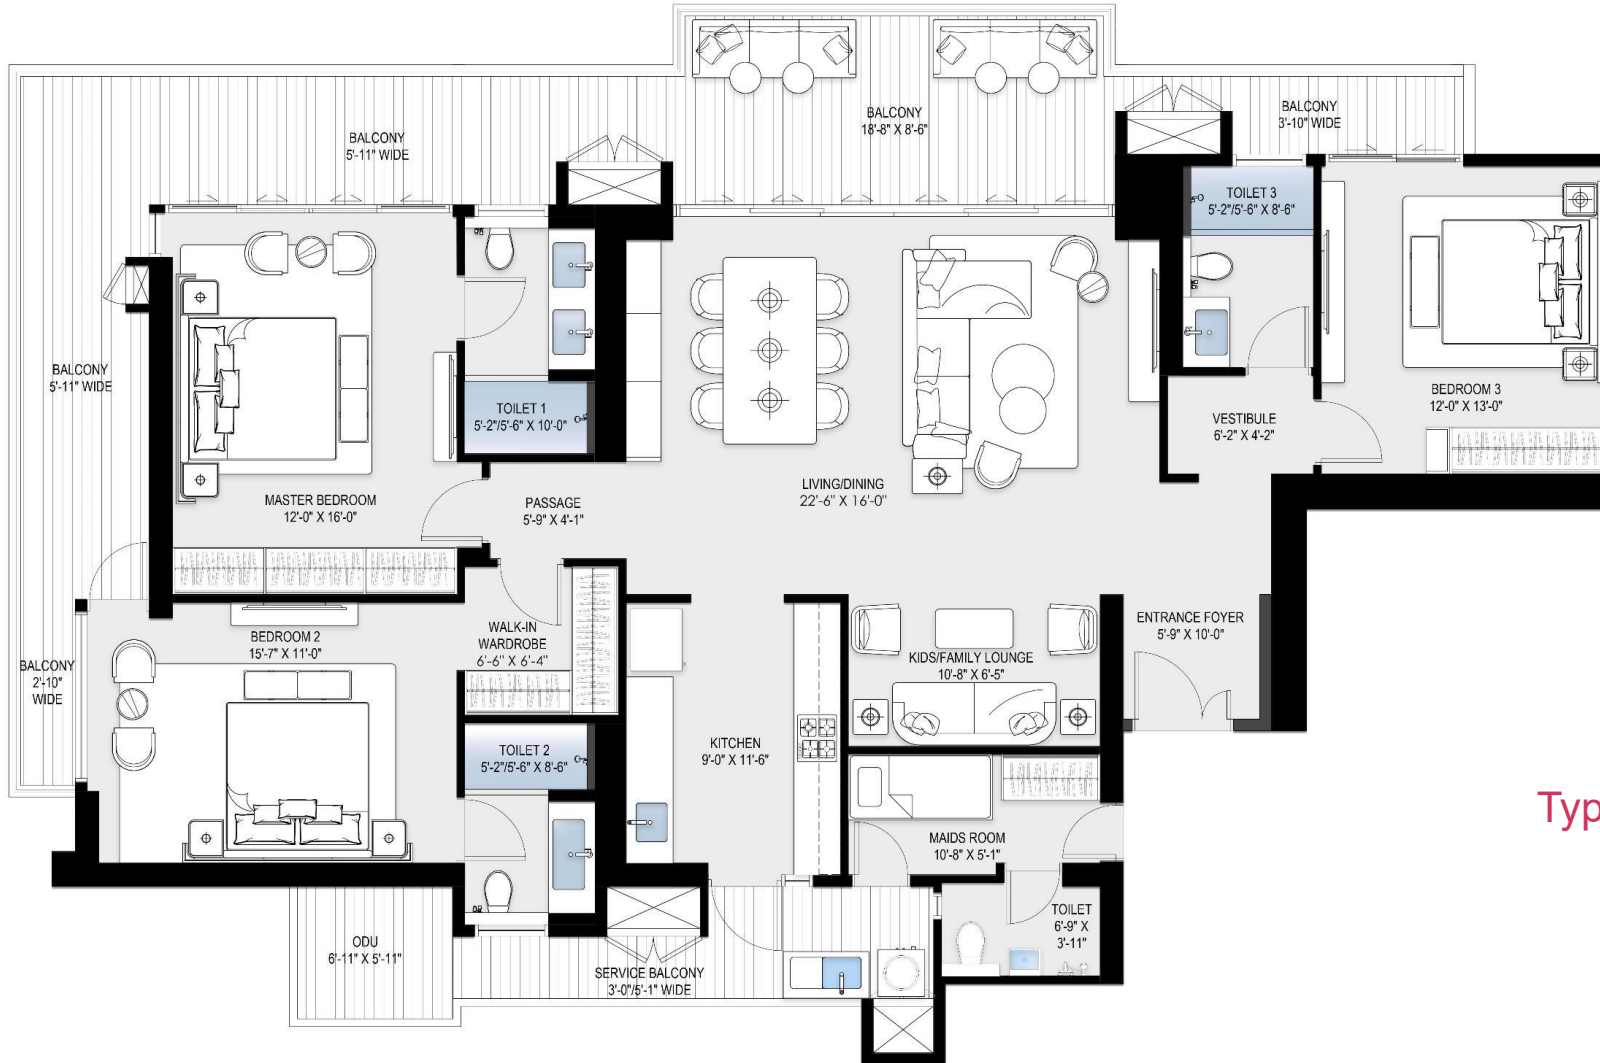 BALCONY
18'-8" X 8'-6"
BALCONY
3'-10" WIDE
BALCONY
5'-11" WIDE
TOILET 3
5'-2"/5'-6" X 8'-6"
BALCONY
5'-11" WIDE
TOILET 1
5'-2"/5'-6" X 10'-0"
BEDROOM 3
12'-0" X 13'-0"
VESTIBULE
6'-2" X 4'-2"
MASTER BEDROOM
12'-0" X 16'-0"
PASSAGE
5'-9" X 4'-1"
LIVING/DINING
22'-6" X 16'-0"
ENTRANCE FOYER
5'-9" X 10'-0"
BEDROOM 2
15'-7" X 11'-0"
WALK-IN
WARDROBE
6'-6" X 6'-4"
BALCONY
2'-10"
WIDE
KIDS/FAMILY LOUNGE
10'-8" X 6'-5"
TOILET 2
5'-2"/5'-6" X 8'-6"
KITCHEN
9'-0" X 11'-6"
Typ
MAIDS ROOM
10'-8" X 5'-1"
TOILET
6'-9" X
3'-11"
ODU
6'-11" X 5'-11"
SERVICE BALCONY
3'-0"/5'-1" WIDE